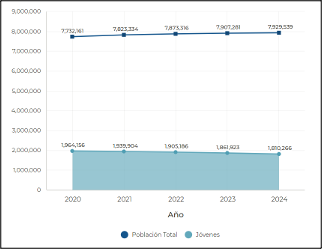 9,000,000
8,000,000
7,000,000
6,000,000
5,000,000
4,000,000
3,000,000
2,000,000
1,000,000
0
7,732,161 7,823,334 7,873,316 7,907,281 7,929,539
1,964,156 1,939,904 1,905,166 1,861,923 1,810,266
2020 2021 2022 2023 2024
Año
Población Total Jóvenes